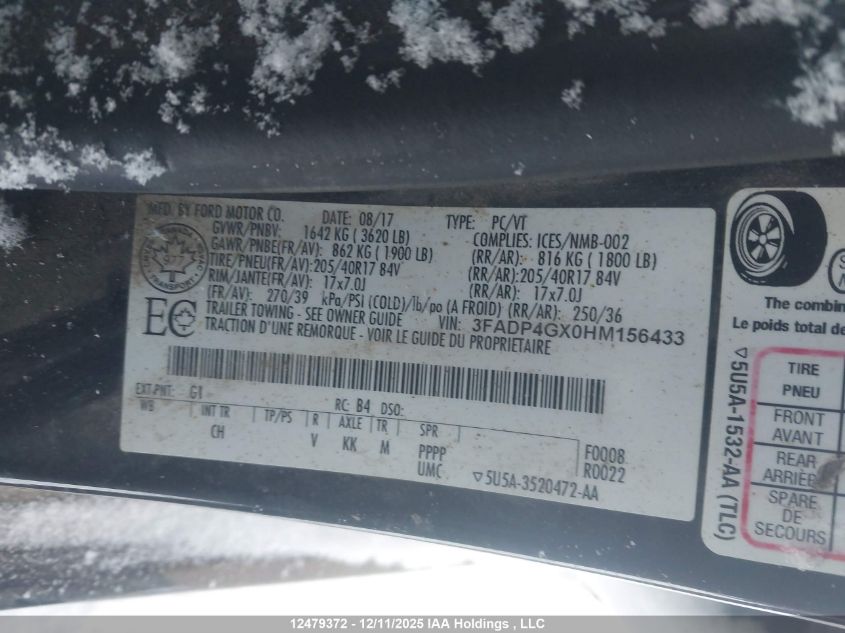 MFD. BY FORD MOTOR CO. DATE: 08/17 TYPE: PC/VT
GVWR/PNBV: 1642 KG ( 3620 LB) COMPLIES: ICES/NMB-002
GAWR/PNBE(FR/AV): 862 KG ( 1900 LB) (RR/AR): 816 KG ( 1800 LB)
TIRE/PNEU(FR/AV): 205/40R17 84V (RR/AR): 205/40R17 84V
RIM/JANTE(FR/AV): 17x7.0J (RR/AR): 17x7.0J
(FR/AV): 270/39 kPa/PSI (COLD)/lb/po (A FROID) (RR/AR): 250/36
TRAILER TOWING - SEE OWNER GUIDE VIN: 3FADP4GX0HM156433
TRACTION D'UNE REMORQUE - VOIR LE GUIDE DU PROPRIETAIRE
CANADA
977
TRANSPORT
EC
EXT-PNT: G1 RC: B4 DSO:
WB INT TR TP/PS R AXLE TR SPR
CH V KK M PPPP F0008
UMC R0022
▽5U5A-3520472-AA
The combin
Le poids total de
▽5U5A-1532-AA (TLC)
TIRE
PNEU
FRONT
AVANT
REAR
ARRIÈRE
SPARE
DE
SECOURS
12479372 - 12/11/2025 IAA Holdings , LLC